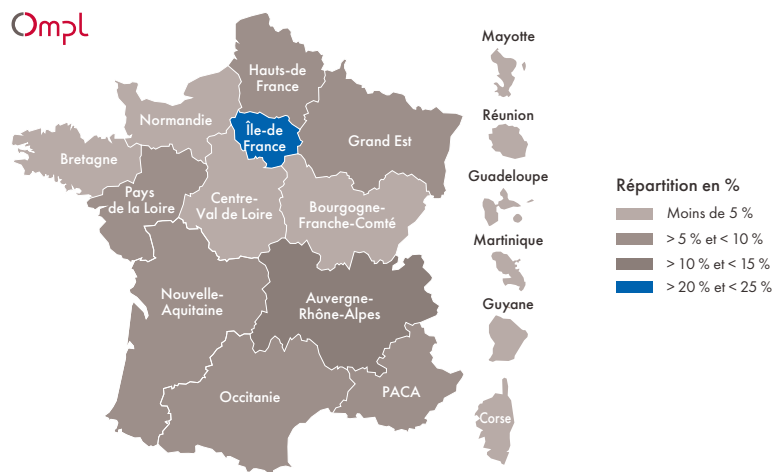 Ompl
Hauts-de
France
Normandie
Île-de
France
Grand Est
Bretagne
Pays
de la Loire
Centre-
Val de Loire
Bourgogne-
Franche-Comté
Nouvelle-
Aquitaine
Auvergne-
Rhône-Alpes
Occitanie
PACA
Mayotte
Réunion
Guadeloupe
Martinique
Guyane
Corse
Répartition en %
Moins de 5 %
> 5 % et < 10 %
> 10 % et < 15 %
> 20 % et < 25 %